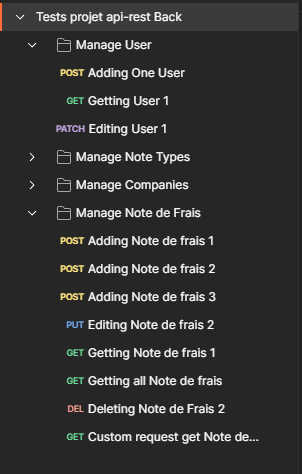 Tests projet api-rest Back
Manage User
POST Adding One User
GET Getting User 1
PATCH Editing User 1
Manage Note Types
Manage Companies
Manage Note de Frais
POST Adding Note de frais 1
POST Adding Note de frais 2
POST Adding Note de frais 3
PUT Editing Note de frais 2
GET Getting Note de frais 1
GET Getting all Note de frais
DEL Deleting Note de Frais 2
GET Custom request get Note de...